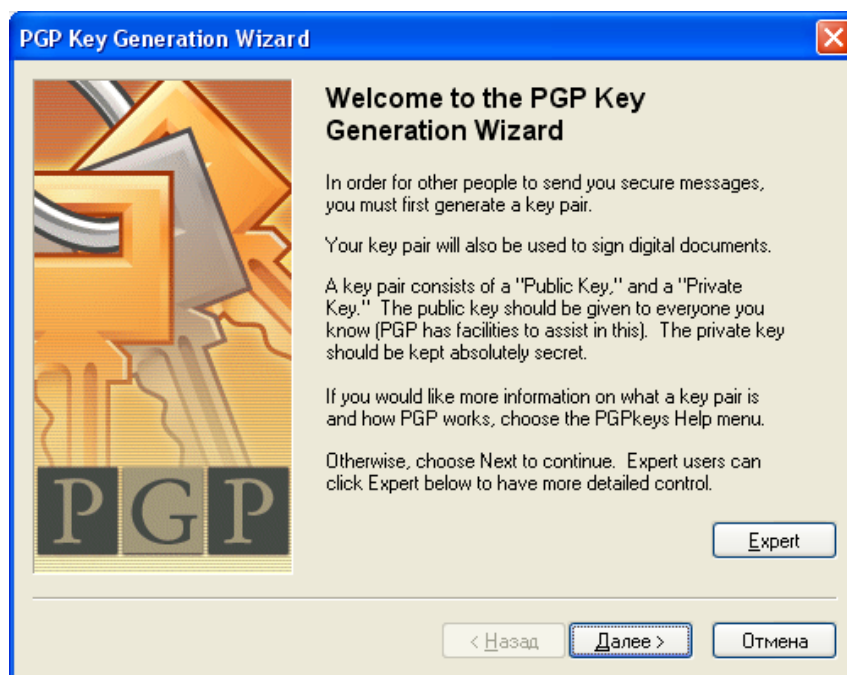 PGP Key Generation Wizard
Welcome to the PGP Key
Generation Wizard
In order for other people to send you secure messages,
you must first generate a key pair.
Your key pair will also be used to sign digital documents.
A key pair consists of a "Public Key," and a "Private
Key." The public key should be given to everyone you
know (PGP has facilities to assist in this). The private key
should be kept absolutely secret.
If you would like more information on what a key pair is
and how PGP works, choose the PGPkeys Help menu.
Otherwise, choose Next to continue. Expert users can
click Expert below to have more detailed control.
PGP
Expert
< Назад Далее > Отмена